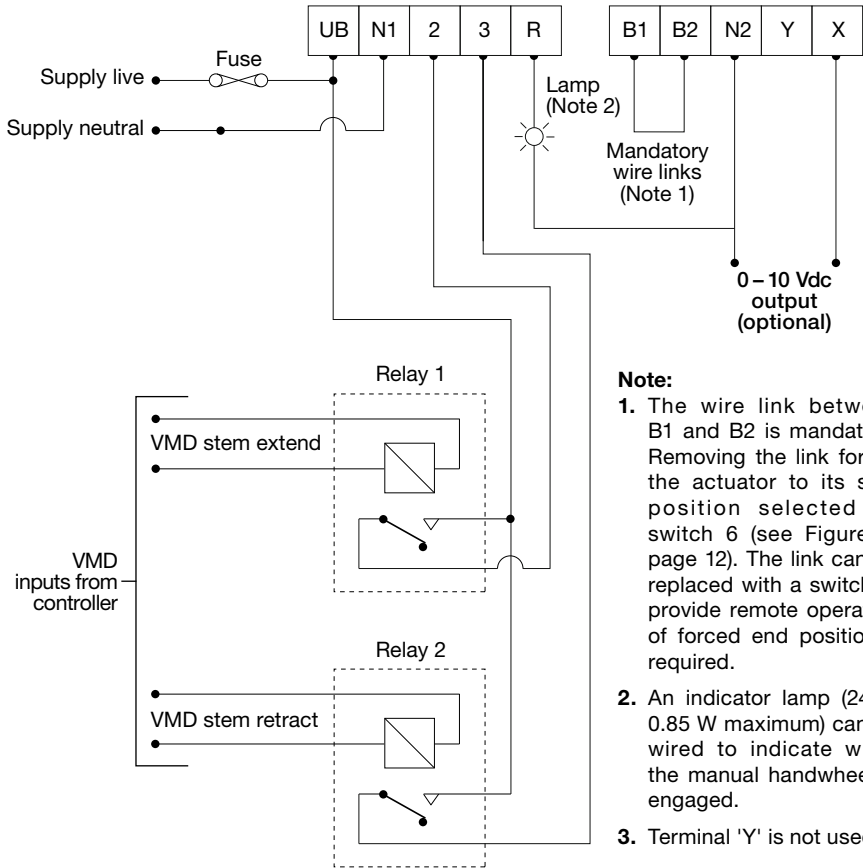 UB N1 2 3 R B1 B2 N2 Y X
Fuse
Supply live
Supply neutral
Lamp
(Note 2)
Mandatory
wire links
(Note 1)
0 – 10 Vdc
output
(optional)
Relay 1
VMD stem extend
VMD
inputs from
controller
Relay 2
VMD stem retract
Note:
1. The wire link betwe
B1 and B2 is mandat
Removing the link for
the actuator to its s
position selected
switch 6 (see Figure
page 12). The link can
replaced with a switch
provide remote opera
of forced end positio
required.
2. An indicator lamp (24
0.85 W maximum) can
wired to indicate w
the manual handwhee
engaged.
3. Terminal 'Y' is not use